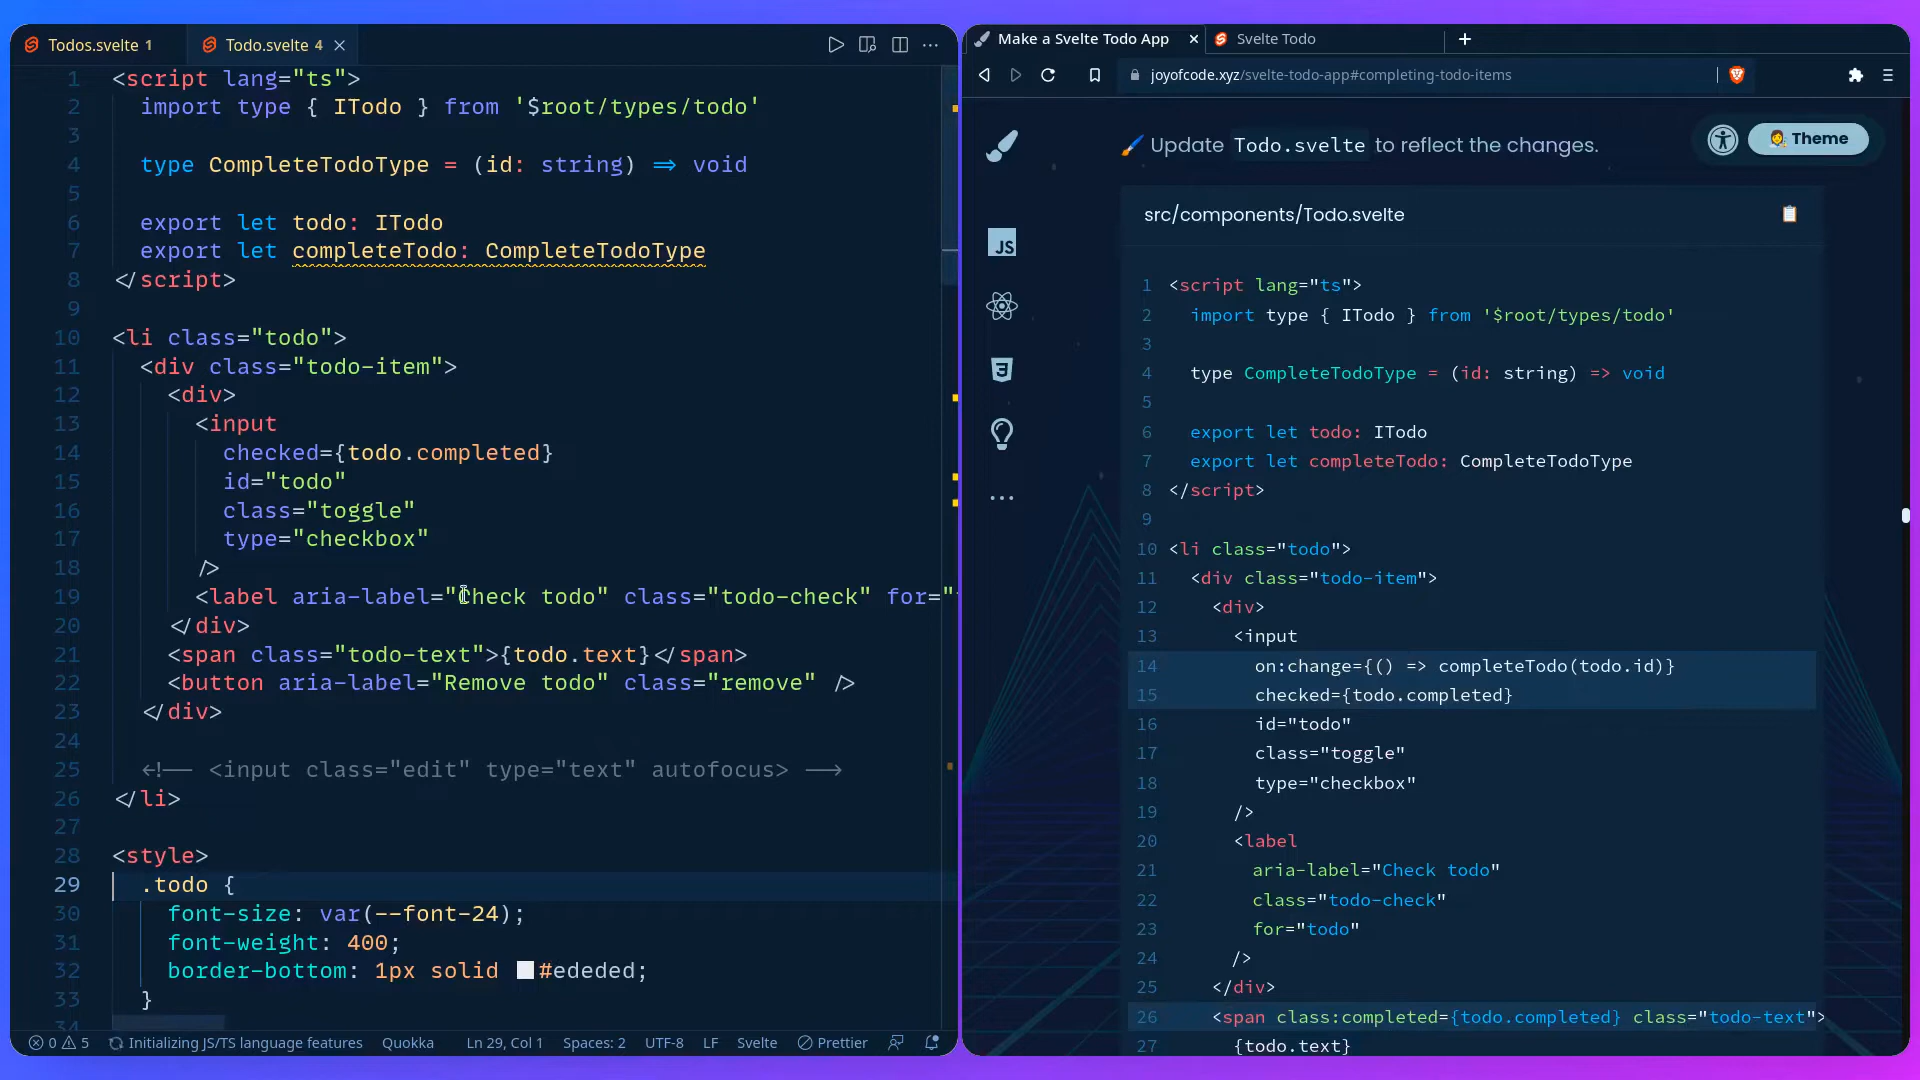 Todos.svelte 1
Todo.svelte 4
1 <script lang="ts">
2 import type { ITodo } from '$root/types/todo'
3
4 type CompleteTodoType = (id: string) => void
5
6 export let todo: ITodo
7 export let completeTodo: CompleteTodoType
8 </script>
9
10 <li class="todo">
11 <div class="todo-item">
12 <div>
13 <input
14 checked={todo.completed}
15 id="todo"
16 class="toggle"
17 type="checkbox"
18 />
19 <label aria-label="Check todo" class="todo-check" for="
20 </div>
21 <span class="todo-text">{todo.text}</span>
22 <button aria-label="Remove todo" class="remove" />
23 </div>
24
25 <!-- <input class="edit" type="text" autofocus> -->
26 </li>
27
28 <style>
29 .todo {
30 font-size: var(--font-24);
31 font-weight: 400;
32 border-bottom: 1px solid #ededed;
33 }
34
0 5 Initializing JS/TS language features Quokka Ln 29, Col 1 Spaces: 2 UTF-8 LF Svelte Prettier
Make a Svelte Todo App
Svelte Todo
joyofcode.xyz/svelte-todo-app#completing-todo-items
Update Todo.svelte to reflect the changes.
Theme
JS
src/components/Todo.svelte
1 <script lang="ts">
2 import type { ITodo } from '$root/types/todo'
3
4 type CompleteTodoType = (id: string) => void
5
6 export let todo: ITodo
7 export let completeTodo: CompleteTodoType
8 </script>
9
10 <li class="todo">
11 <div class="todo-item">
12 <div>
13 <input
14 on:change={() => completeTodo(todo.id)}
15 checked={todo.completed}
16 id="todo"
17 class="toggle"
18 type="checkbox"
19 />
20 <label
21 aria-label="Check todo"
22 class="todo-check"
23 for="todo"
24 />
25 </div>
26 <span class:completed={todo.completed} class="todo-text">
27 {todo.text}